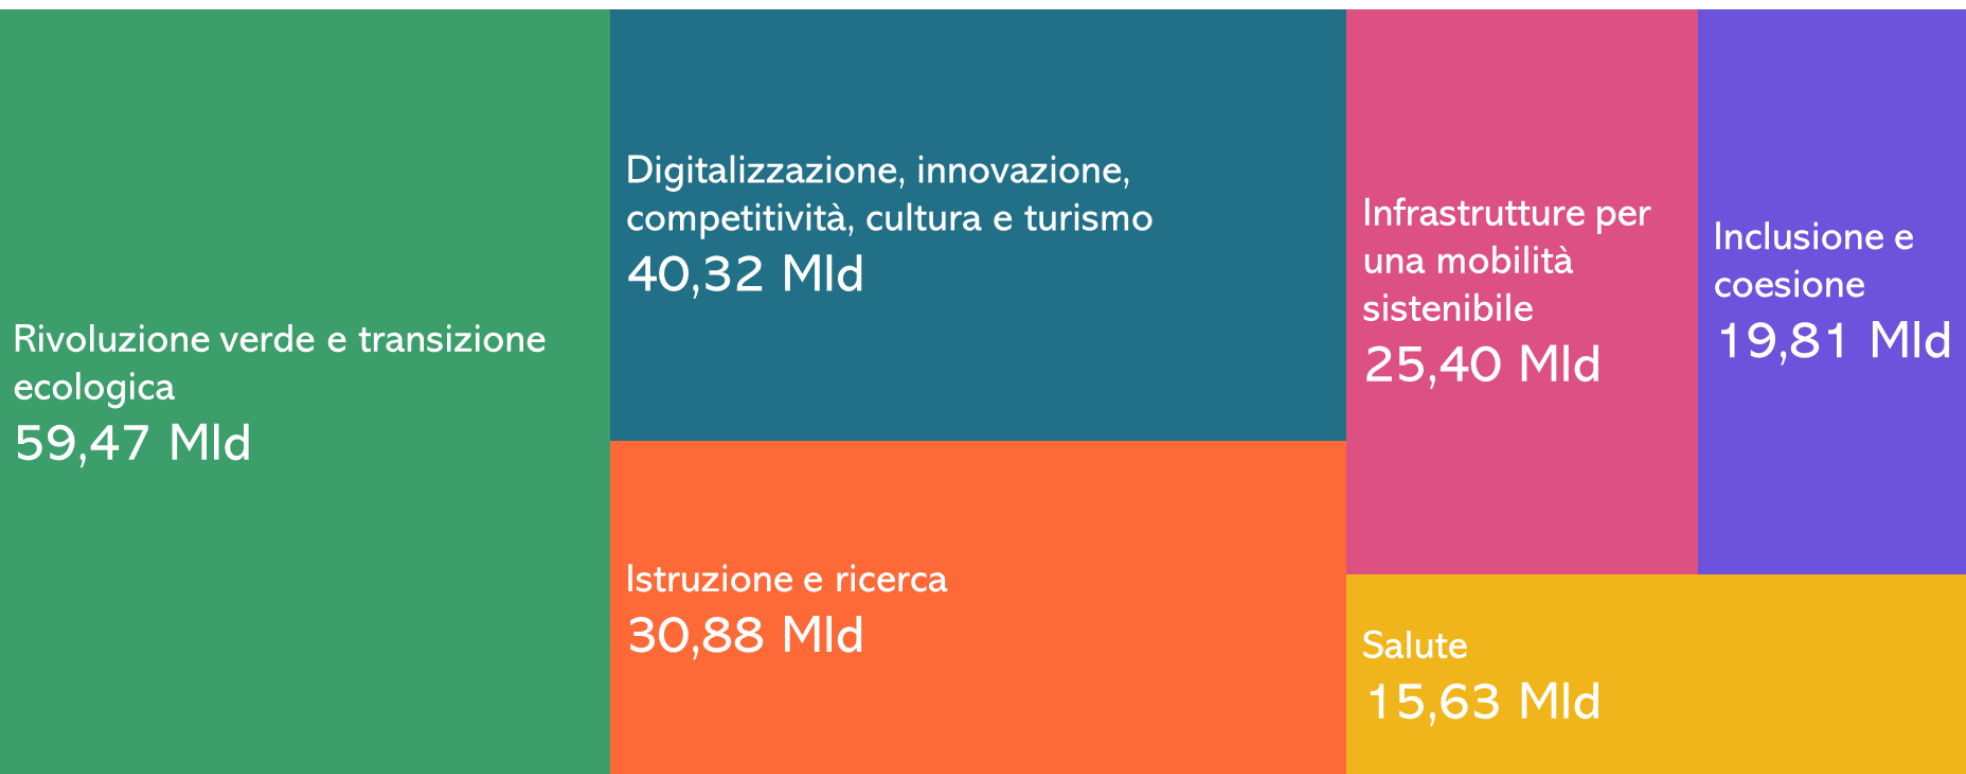 Rivoluzione verde e transizione
ecologica
59,47 Mld
Digitalizzazione, innovazione,
competitività, cultura e turismo
40,32 Mld
Istruzione e ricerca
30,88 Mld
Infrastrutture per
una mobilità
sistenibile
25,40 Mld
Inclusione e
coesione
19,81 Mld
Salute
15,63 Mld